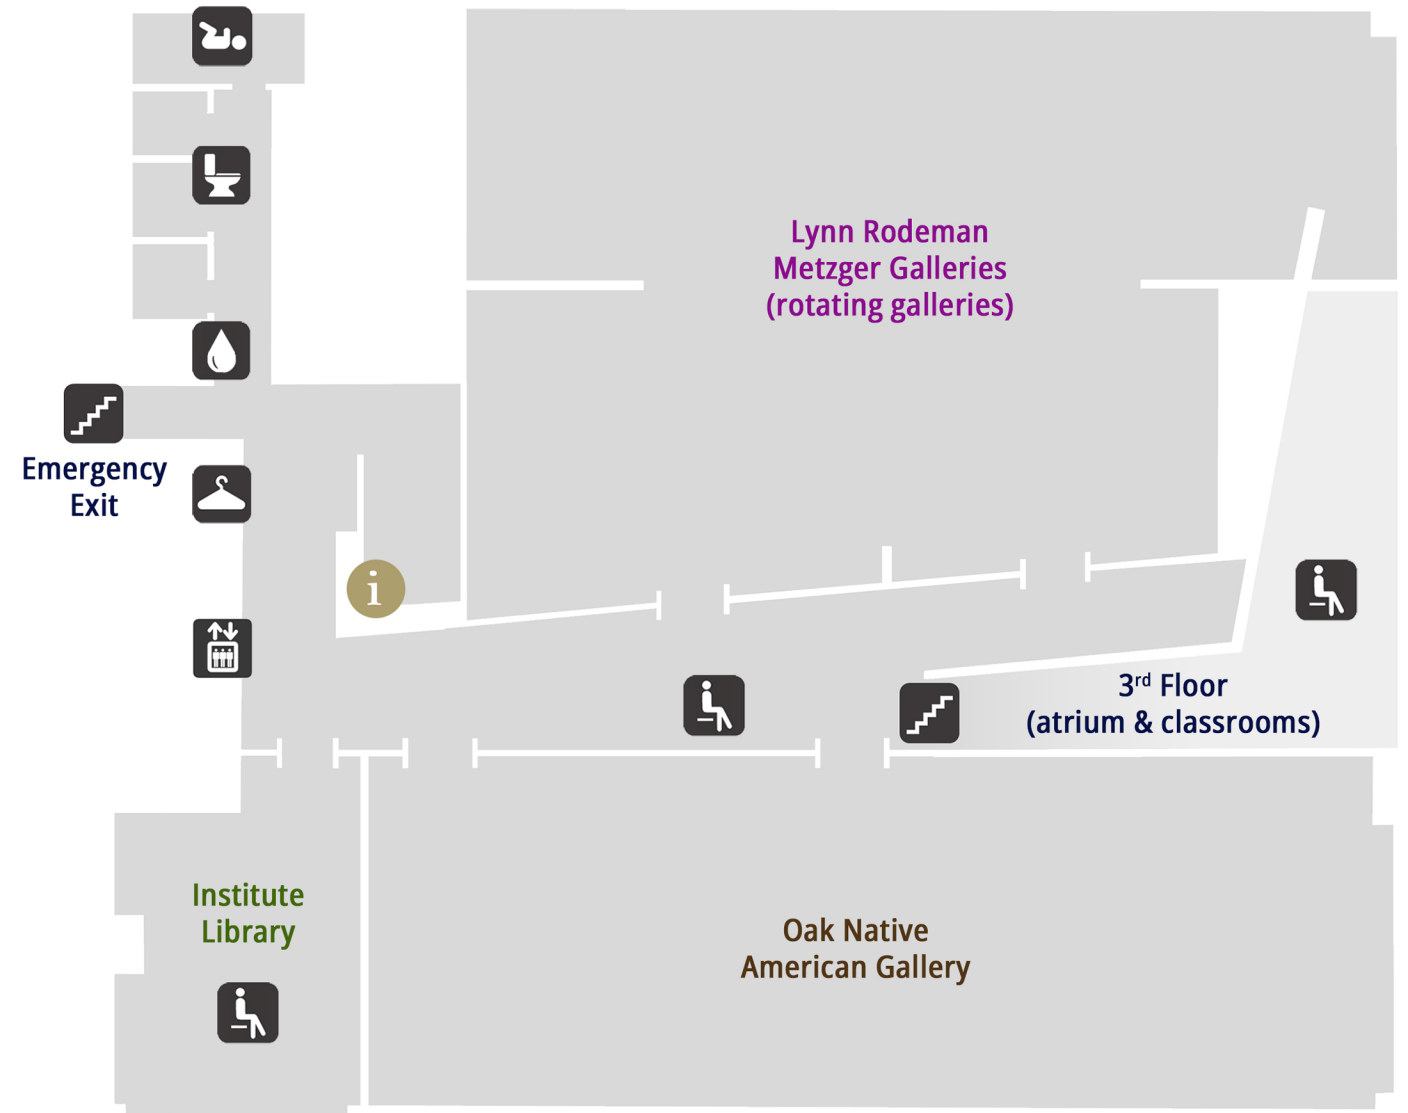 Lynn Rodeman
Metzger Galleries
(rotating galleries)
Emergency
Exit
i
3rd Floor
(atrium & classrooms)
Institute
Library
Oak Native
American Gallery